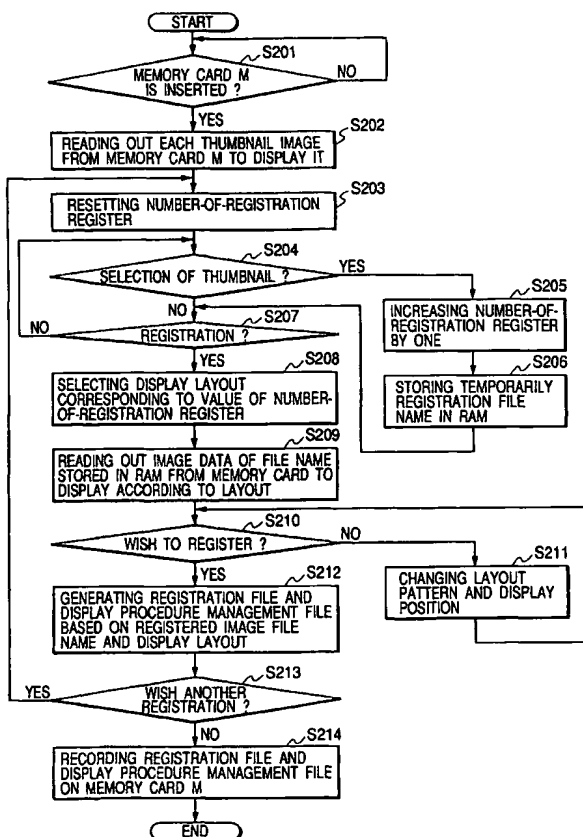 START
S201
MEMORY CARD M
IS INSERTED ?
NO
YES
S202
READING OUT EACH THUMBNAIL IMAGE
FROM MEMORY CARD M TO DISPLAY IT
S203
RESETTING NUMBER-OF-REGISTRATION
REGISTER
S204
SELECTION OF THUMBNAIL ?
YES
NO
S205
INCREASING NUMBER-OF-
REGISTRATION REGISTER
BY ONE
S206
STORING TEMPORARILY
REGISTRATION FILE
NAME IN RAM
S207
REGISTRATION ?
NO
YES
S208
SELECTING DISPLAY LAYOUT
CORRESPONDING TO VALUE OF NUMBER-
OF-REGISTRATION REGISTER
S209
READING OUT IMAGE DATA OF FILE NAME
STORED IN RAM FROM MEMORY CARD TO
DISPLAY ACCORDING TO LAYOUT
S210
WISH TO REGISTER ?
NO
YES
S211
CHANGING LAYOUT
PATTERN AND DISPLAY
POSITION
S212
GENERATING REGISTRATION FILE AND
DISPLAY PROCEDURE MANAGEMENT FILE
BASED ON REGISTERED IMAGE FILE
NAME AND DISPLAY LAYOUT
S213
WISH ANOTHER
REGISTRATION ?
YES
NO
S214
RECORDING REGISTRATION FILE AND
DISPLAY PROCEDURE MANAGEMENT FILE
ON MEMORY CARD M
END